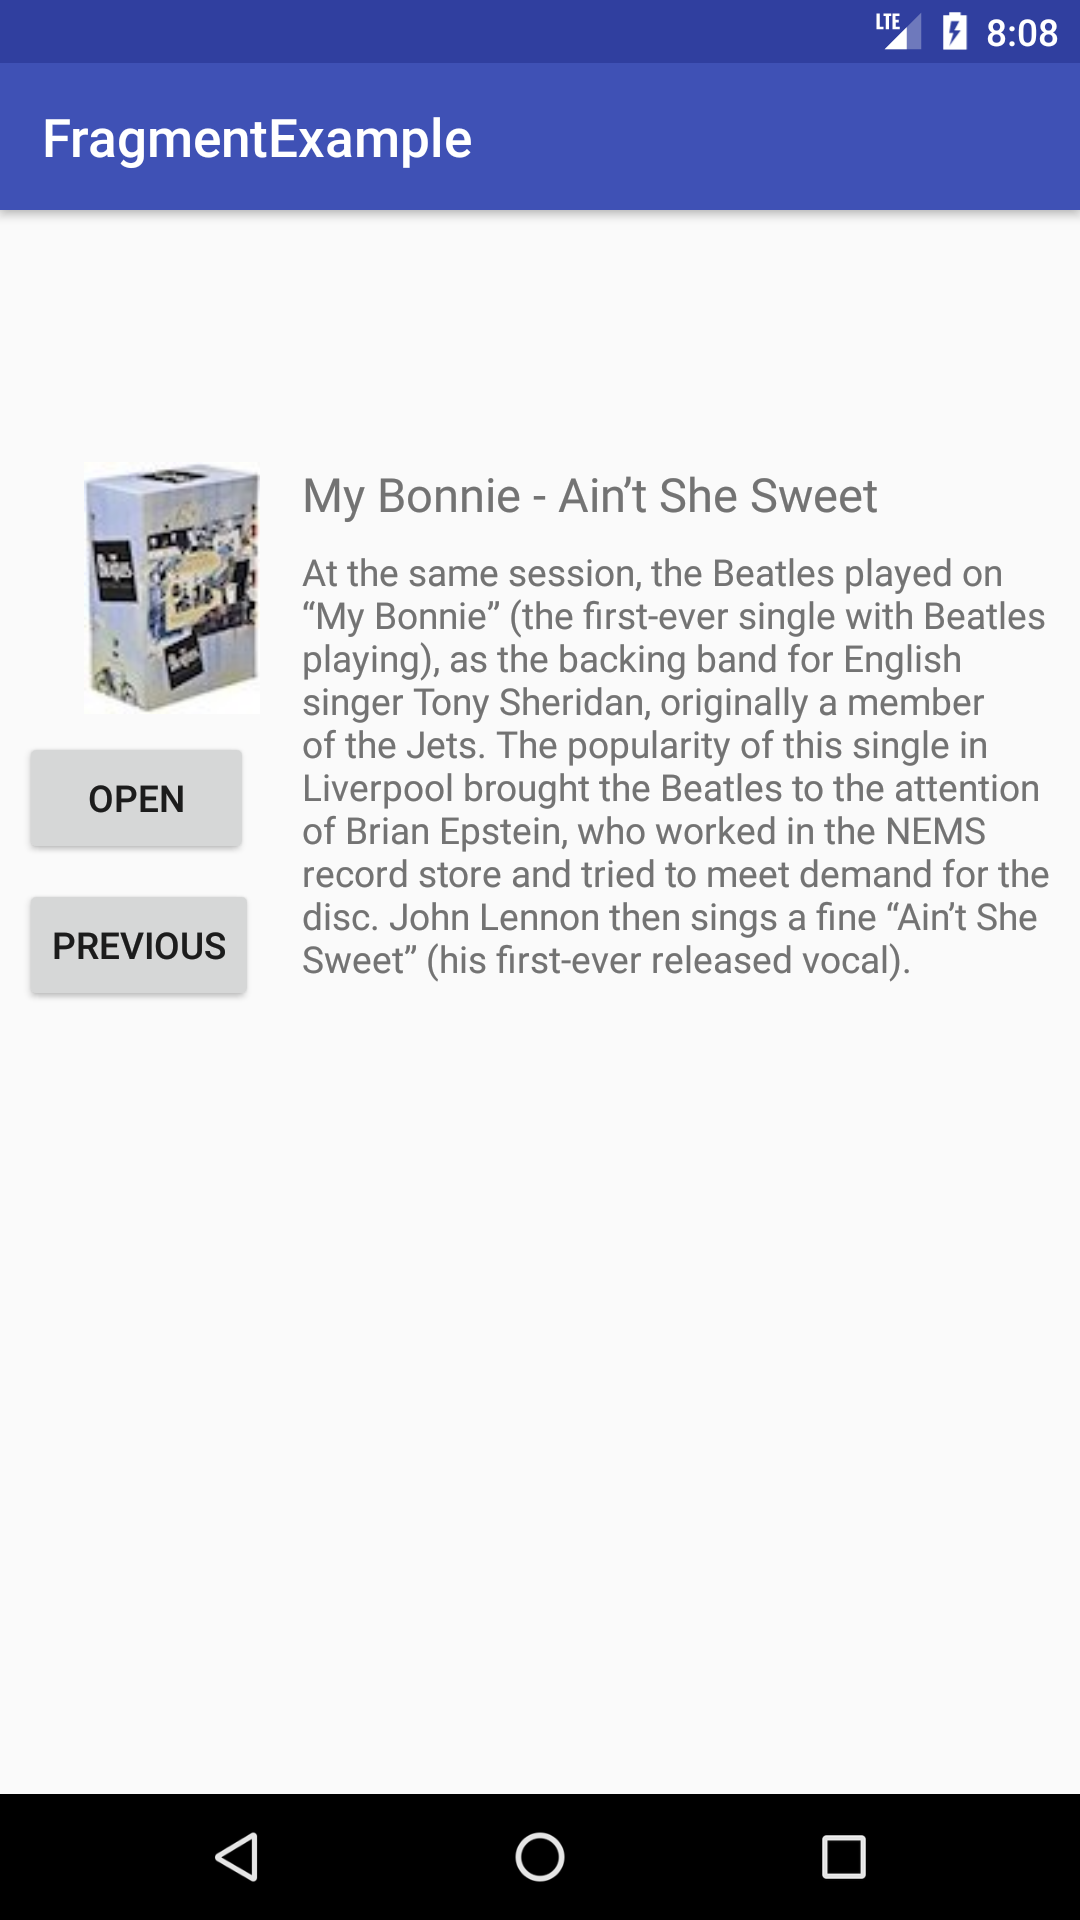 LTE 8:08
FragmentExample
My Bonnie - Ain’t She Sweet
At the same session, the Beatles played on
“My Bonnie” (the first-ever single with Beatles
playing), as the backing band for English
singer Tony Sheridan, originally a member
of the Jets. The popularity of this single in
Liverpool brought the Beatles to the attention
of Brian Epstein, who worked in the NEMS
record store and tried to meet demand for the
disc. John Lennon then sings a fine “Ain’t She
Sweet” (his first-ever released vocal).
OPEN
PREVIOUS